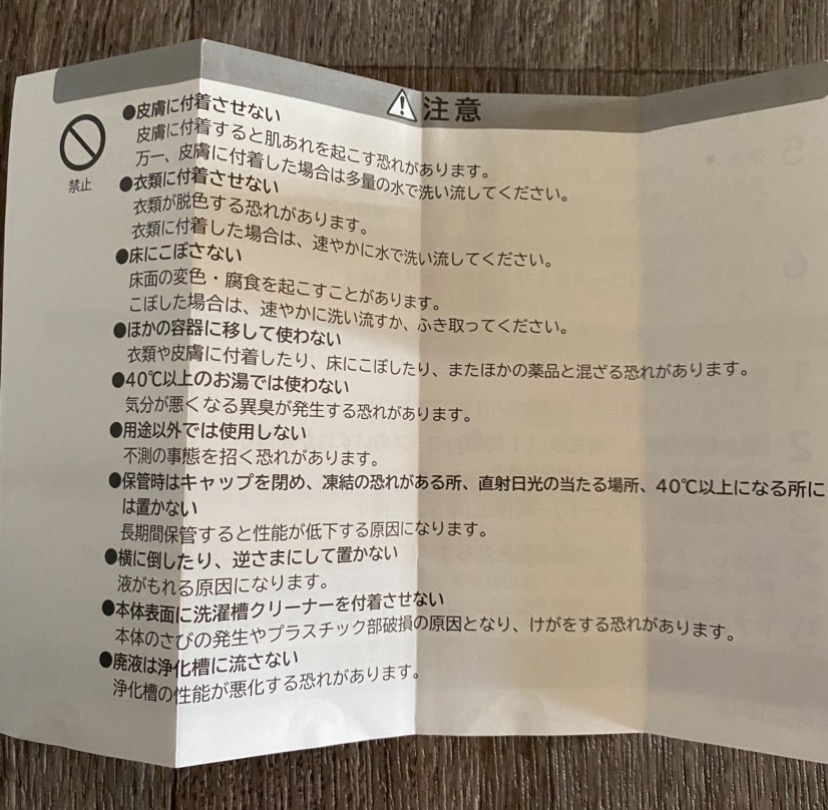 注意
禁止
●皮膚に付着させない
皮膚に付着すると肌あれを起こす恐れがあります。
万一、皮膚に付着した場合は多量の水で洗い流してください。
●衣類に付着させない
衣類が脱色する恐れがあります。
衣類に付着した場合は、速やかに水で洗い流してください。
●床にこぼさない
床面の変色・腐食を起こすことがあります。
こぼした場合は、速やかに洗い流すか、ふき取ってください。
●ほかの容器に移して使わない
衣類や皮膚に付着したり、床にこぼしたり、またほかの薬品と混ざる恐れがあります。
●40℃以上のお湯では使わない
気分が悪くなる異臭が発生する恐れがあります。
●用途以外では使用しない
不測の事態を招く恐れがあります。
●保管時はキャップを閉め、凍結の恐れがある所、直射日光の当たる場所、40℃以上になる所に
は置かない
長期間保管すると性能が低下する原因になります。
●横に倒したり、逆さまにして置かない
液がもれる原因になります。
●本体表面に洗濯槽クリーナーを付着させない
本体のさびの発生やプラスチック部破損の原因となり、けがをする恐れがあります。
●廃液は浄化槽に流さない
浄化槽の性能が悪化する恐れがあります。